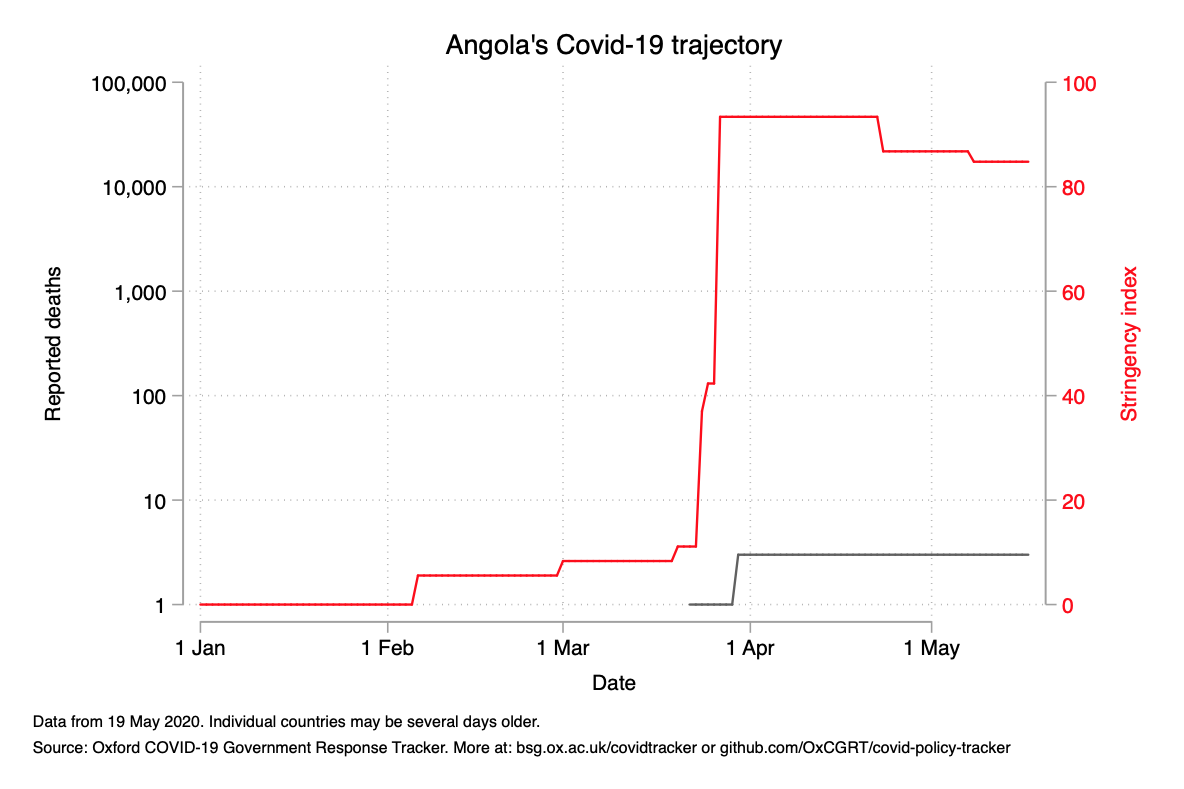 Angola's Covid-19 trajectory
100,000
10,000
1,000
100
10
1
Reported deaths
100
80
60
40
20
0
Stringency index
1 Jan
1 Feb
1 Mar
1 Apr
1 May
Date
Data from 19 May 2020. Individual countries may be several days older.
Source: Oxford COVID-19 Government Response Tracker. More at: bsg.ox.ac.uk/covidtracker or github.com/OxCGRT/covid-policy-tracker